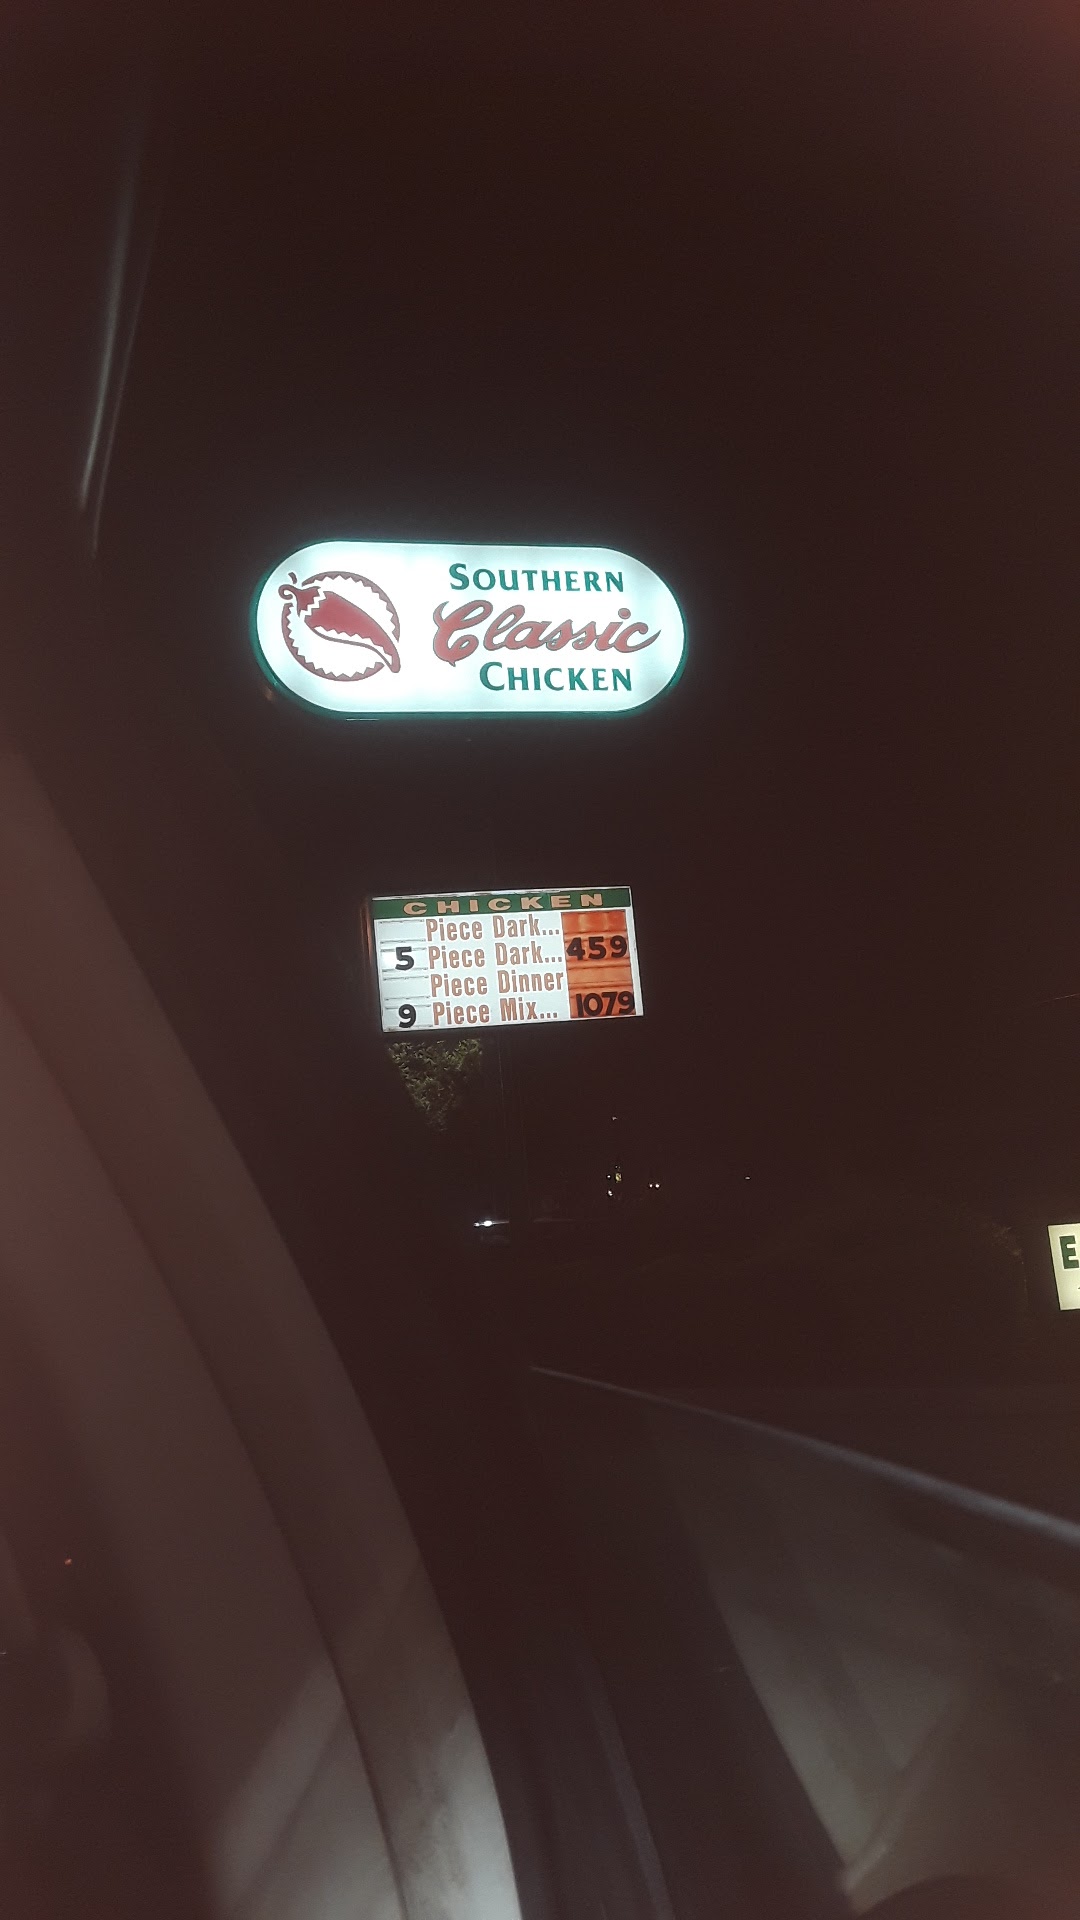 SOUTHERN
Classic
CHICKEN
CHICKEN
Piece Dark...
5 Piece Dark... 459
Piece Dinner
9 Piece Mix... 1079
E